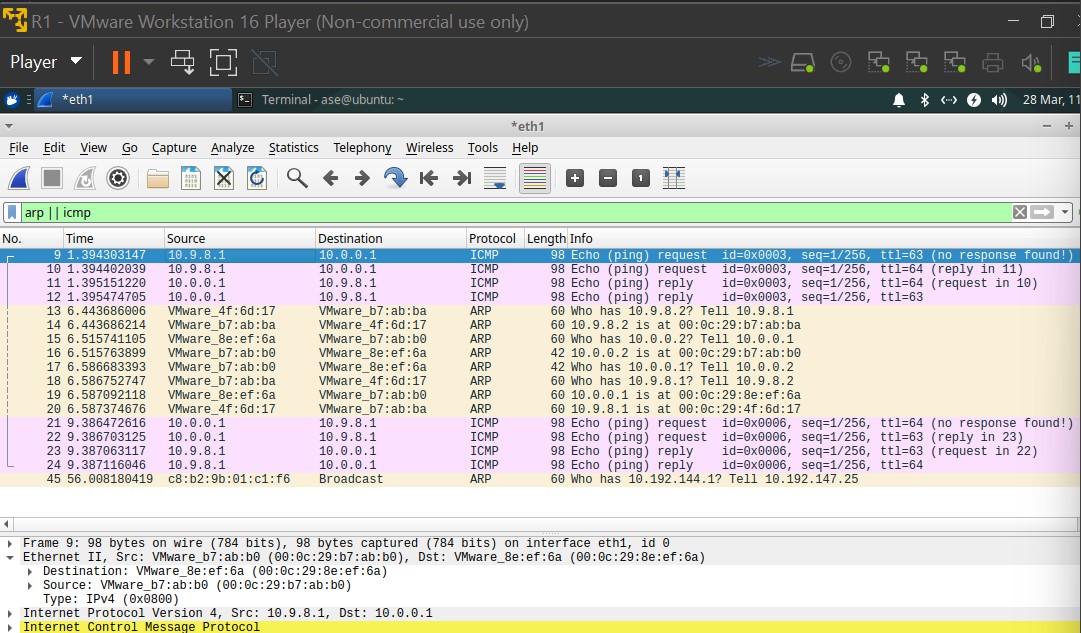 R1 - VMware Workstation 16 Player (Non-commercial use only)
Player
*eth1 Terminal - ase@ubuntu: ~ 28 Mar, 11
*eth1
File Edit View Go Capture Analyze Statistics Telephony Wireless Tools Help
arp || icmp
No. Time Source Destination Protocol Length Info
9 1.394303147 10.9.8.1 10.0.0.1 ICMP 98 Echo (ping) request id=0x0003, seq=1/256, ttl=63 (no response found!)
10 1.394402039 10.9.8.1 10.0.0.1 ICMP 98 Echo (ping) request id=0x0003, seq=1/256, ttl=64 (reply in 11)
11 1.395151220 10.0.0.1 10.9.8.1 ICMP 98 Echo (ping) reply id=0x0003, seq=1/256, ttl=64 (request in 10)
12 1.395474705 10.0.0.1 10.9.8.1 ICMP 98 Echo (ping) reply id=0x0003, seq=1/256, ttl=63
13 6.443686006 VMware_4f:6d:17 VMware_b7:ab:ba ARP 60 Who has 10.9.8.2? Tell 10.9.8.1
14 6.443686214 VMware_b7:ab:ba VMware_4f:6d:17 ARP 60 10.9.8.2 is at 00:0c:29:b7:ab:ba
15 6.515741105 VMware_8e:ef:6a VMware_b7:ab:b0 ARP 60 Who has 10.0.0.2? Tell 10.0.0.1
16 6.515763899 VMware_b7:ab:b0 VMware_8e:ef:6a ARP 42 10.0.0.2 is at 00:0c:29:b7:ab:b0
17 6.586683393 VMware_b7:ab:b0 VMware_8e:ef:6a ARP 42 Who has 10.0.0.1? Tell 10.0.0.2
18 6.586752747 VMware_b7:ab:ba VMware_4f:6d:17 ARP 60 Who has 10.9.8.1? Tell 10.9.8.2
19 6.587092118 VMware_8e:ef:6a VMware_b7:ab:b0 ARP 60 10.0.0.1 is at 00:0c:29:8e:ef:6a
20 6.587374676 VMware_4f:6d:17 VMware_b7:ab:ba ARP 60 10.9.8.1 is at 00:0c:29:4f:6d:17
21 9.386472616 10.0.0.1 10.9.8.1 ICMP 98 Echo (ping) request id=0x0006, seq=1/256, ttl=64 (no response found!)
22 9.386703125 10.0.0.1 10.9.8.1 ICMP 98 Echo (ping) request id=0x0006, seq=1/256, ttl=63 (reply in 23)
23 9.387063117 10.9.8.1 10.0.0.1 ICMP 98 Echo (ping) reply id=0x0006, seq=1/256, ttl=63 (request in 22)
24 9.387116046 10.9.8.1 10.0.0.1 ICMP 98 Echo (ping) reply id=0x0006, seq=1/256, ttl=64
45 56.008180419 c8:b2:9b:01:c1:f6 Broadcast ARP 60 Who has 10.192.144.1? Tell 10.192.147.25
Frame 9: 98 bytes on wire (784 bits), 98 bytes captured (784 bits) on interface eth1, id 0
Ethernet II, Src: VMware_b7:ab:b0 (00:0c:29:b7:ab:b0), Dst: VMware_8e:ef:6a (00:0c:29:8e:ef:6a)
Destination: VMware_8e:ef:6a (00:0c:29:8e:ef:6a)
Source: VMware_b7:ab:b0 (00:0c:29:b7:ab:b0)
Type: IPv4 (0x0800)
Internet Protocol Version 4, Src: 10.9.8.1, Dst: 10.0.0.1
Internet Control Message Protocol